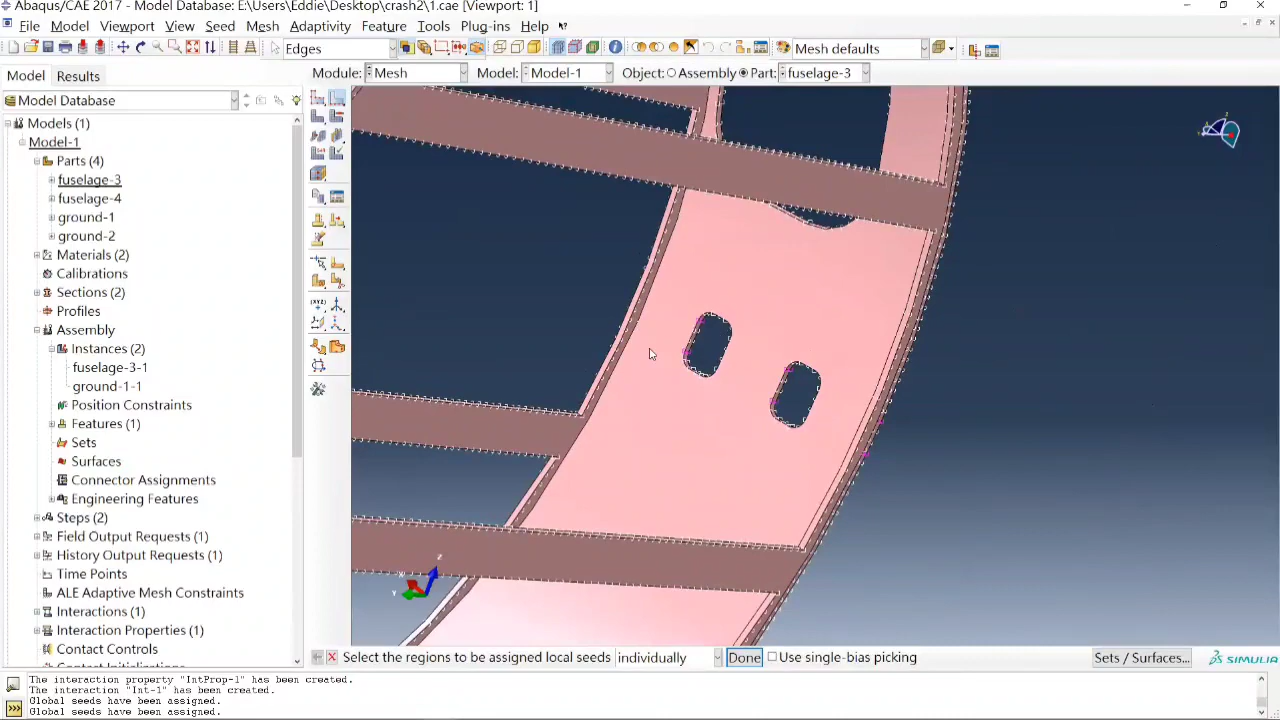 Abaqus/CAE 2017 - Model Database: E:\Users\Eddie\Desktop\crash2\1.cae [Viewport: 1]
File Model Viewport View Seed Mesh Adaptivity Feature Tools Plug-ins Help
Edges
Mesh defaults
Model Results
Module: Mesh Model: Model-1 Object: Assembly Part: fuselage-3
Model Database
Models (1)
Model-1
Parts (4)
fuselage-3
fuselage-4
ground-1
ground-2
Materials (2)
Calibrations
Sections (2)
Profiles
Assembly
Instances (2)
fuselage-3-1
ground-1-1
Position Constraints
Features (1)
Sets
Surfaces
Connector Assignments
Engineering Features
Steps (2)
Field Output Requests (1)
History Output Requests (1)
Time Points
ALE Adaptive Mesh Constraints
Interactions (1)
Interaction Properties (1)
Contact Controls
Contact Initializations
(XYZ)
Select the regions to be assigned local seeds individually Done Use single-bias picking Sets / Surfaces...
SIMULIA
The interaction property "IntProp-1" has been created.
The interaction "Int-1" has been created.
Global seeds have been assigned.
Global seeds have been assigned.
>>>